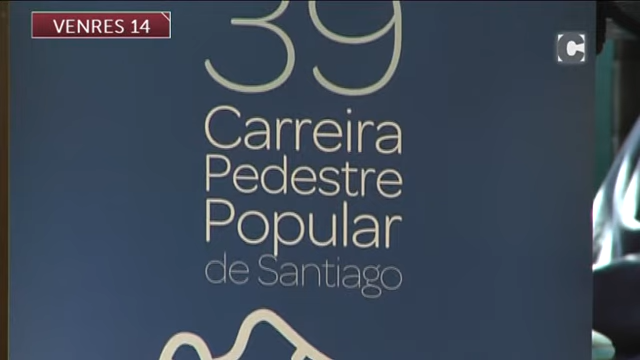 VENRES 14
39
Carreira
Pedestre
Popular
de Santiago
C